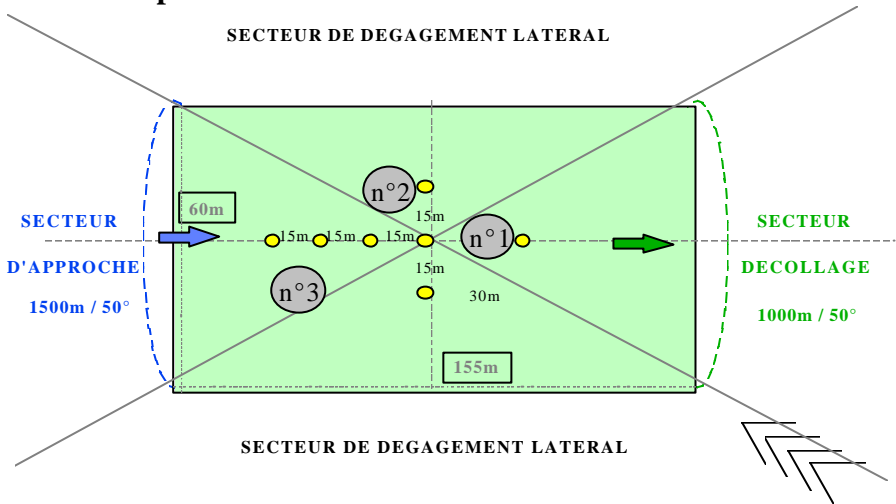 SECTEUR DE DEGAGEMENT LATERAL
n°2
60m
15m
SECTEUR
15m
15m
15m
n°1
SECTEUR
D'APPROCHE
15m
DECOLLAGE
n°3
30m
1500m / 50°
1000m / 50°
155m
SECTEUR DE DEGAGEMENT LATERAL